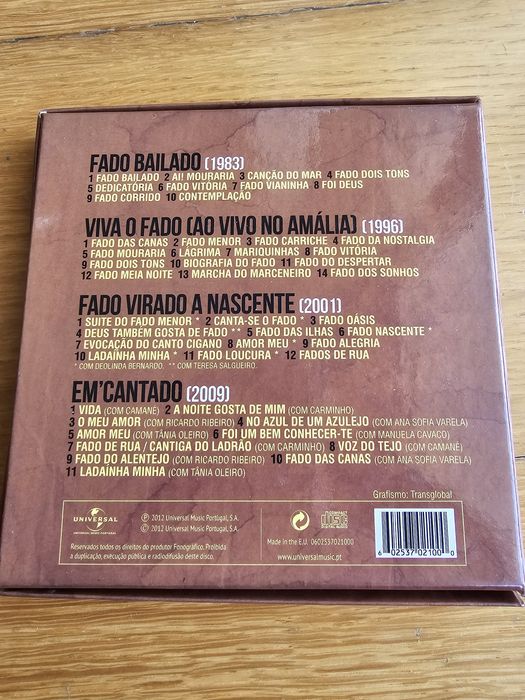 FADO BAILADO (1983)
1 FADO BAILADO 2 AI! MOURARIA 3 CANÇÃO DO MAR 4 FADO DOIS TONS
5 DEDICATÓRIA 6 FADO VITÓRIA 7 FADO VIANINHA 8 FOI DEUS
9 FADO CORRIDO 10 CONTEMPLAÇÃO
VIVA O FADO (AO VIVO NO AMÁLIA) (1996)
1 FADO DAS CANAS 2 FADO MENOR 3 FADO CARRICHE 4 FADO DA NOSTALGIA
5 FADO MOURARIA 6 LÁGRIMA 7 MARIQUINHAS 8 FADO VITÓRIA
9 FADO DOIS TONS 10 BIOGRAFIA DO FADO 11 FADO DO DESPERTAR
12 FADO MEIA NOITE 13 MARCHA DO MARCENEIRO 14 FADO DOS SONHOS
FADO VIRADO A NASCENTE (2001)
1 SUITE DO FADO MENOR * 2 CANTA-SE O FADO * 3 FADO OÁSIS
4 DEUS TAMBÉM GOSTA DE FADO ** 5 FADO DAS ILHAS 6 FADO NASCENTE *
7 EVOCAÇÃO DO CANTO CIGANO 8 AMOR MEU * 9 FADO ALEGRIA
10 LADAÍNHA MINHA * 11 FADO LOUCURA * 12 FADOS DE RUA
* COM DEOLINDA BERNARDO. ** COM TERESA SALGUEIRO.
EM'CANTADO (2009)
1 VIDA (COM CAMANÉ) 2 A NOITE GOSTA DE MIM (COM CARMINHO)
3 O MEU AMOR (COM RICARDO RIBEIRO) 4 NO AZUL DE UM AZULEJO (COM ANA SOFIA VARELA)
5 AMOR MEU (COM TÂNIA OLEIRO) 6 FOI UM BEM CONHECER-TE (COM MANUELA CAVACO)
7 FADO DE RUA / CANTIGA DO LADRÃO (COM CARMINHO) 8 VOZ DO TEJO (COM CAMANÉ)
9 FADO DO ALENTEJO (COM RICARDO RIBEIRO) 10 FADO DAS CANAS (COM ANA SOFIA VARELA)
11 LADAÍNHA MINHA (COM TÂNIA OLEIRO)
Grafismo: Transglobal
UNIVERSAL
UNIVERSAL MUSIC PORTUGAL
℗ 2012 Universal Music Portugal, S.A.
© 2012 Universal Music Portugal, S.A.
Reservados todos os direitos do produtor Fonográfico. Proibida
a duplicação, execução pública e radiodifusão deste disco.
COMPACT
disc
DIGITAL AUDIO
Made in the E.U. 0602537021000
www.universalmusic.pt
6 02537 02100 0